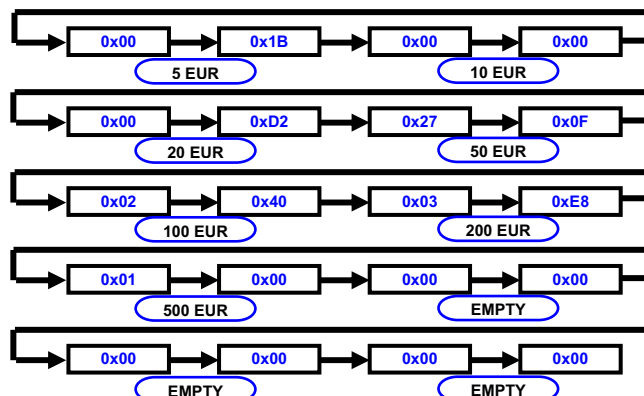 0x00 0x1B 0x00 0x00
5 EUR 10 EUR
0x00 0xD2 0x27 0x0F
20 EUR 50 EUR
0x02 0x40 0x03 0xE8
100 EUR 200 EUR
0x01 0x00 0x00 0x00
500 EUR EMPTY
0x00 0x00 0x00 0x00
EMPTY EMPTY